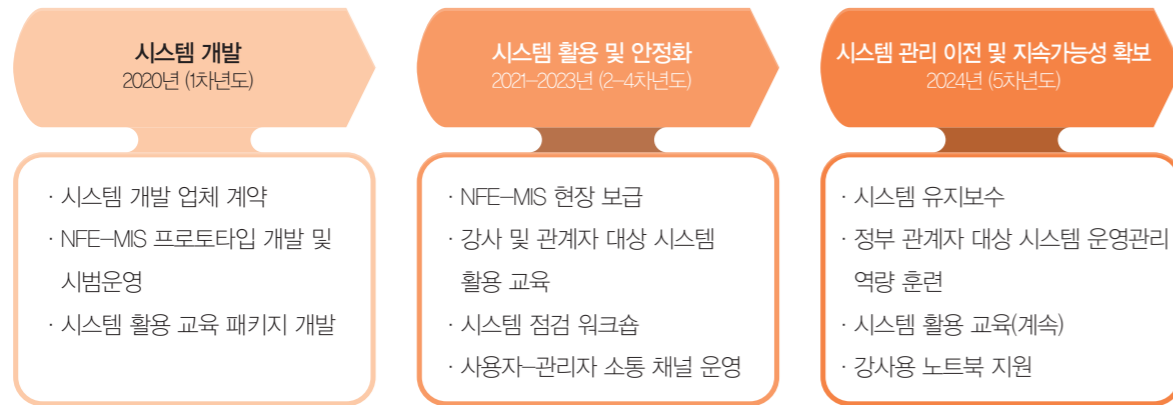 시스템 개발
2020년 (1차년도)
· 시스템 개발 업체 계약
· NFE-MIS 프로토타입 개발 및
시범운영
· 시스템 활용 교육 패키지 개발
시스템 활용 및 안정화
2021-2023년 (2-4차년도)
· NFE-MIS 현장 보급
· 강사 및 관계자 대상 시스템
활용 교육
· 시스템 점검 워크숍
· 사용자-관리자 소통 채널 운영
시스템 관리 이전 및 지속가능성 확보
2024년 (5차년도)
· 시스템 유지보수
· 정부 관계자 대상 시스템 운영관리
역량 훈련
· 시스템 활용 교육(계속)
· 강사용 노트북 지원